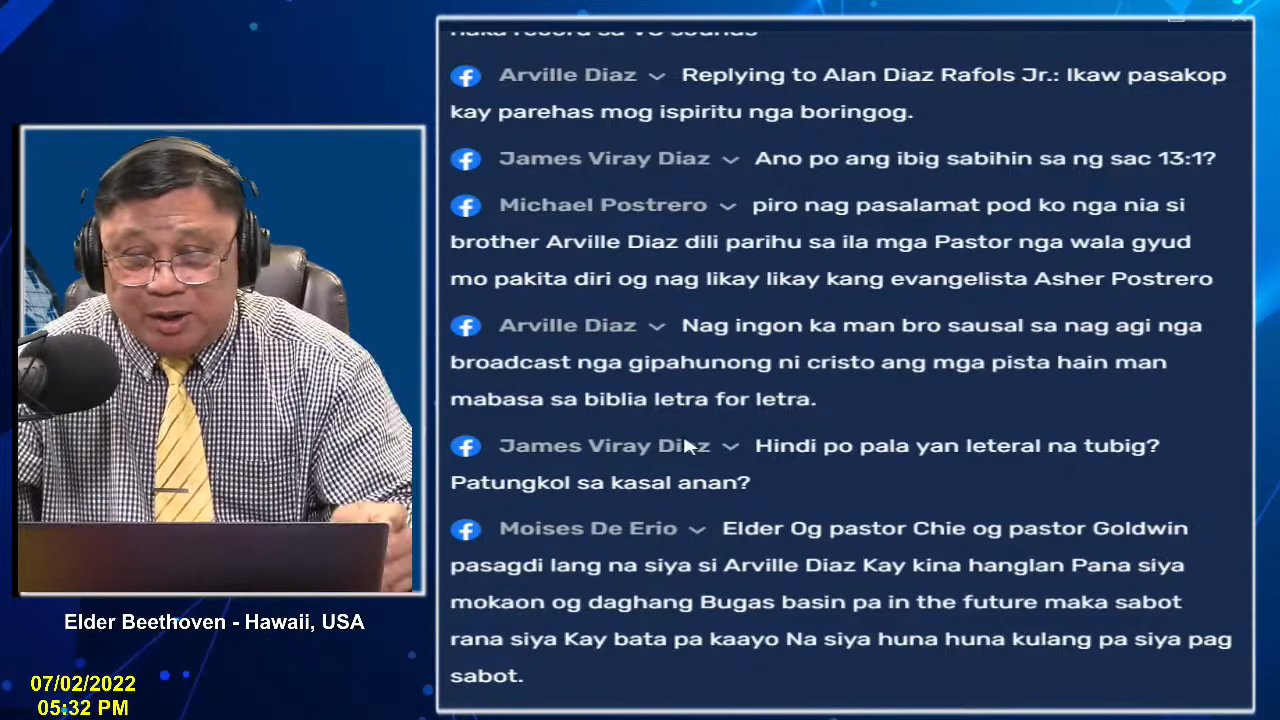 naka record sa VC sounds
Arville Diaz Replying to Alan Diaz Rafols Jr.: Ikaw pasakop
kay parehas mog ispiritu nga boringog.
James Viray Diaz Ano po ang ibig sabihin sa ng sac 13:1?
Michael Postrero piro nag pasalamat pod ko nga nia si
brother Arville Diaz dili parihu sa ila mga Pastor nga wala gyud
mo pakita diri og nag likay likay kang evangelista Asher Postrero
Arville Diaz Nag ingon ka man bro sausal sa nag agi nga
broadcast nga gipahunong ni cristo ang mga pista hain man
mabasa sa biblia letra for letra.
James Viray Diaz Hindi po pala yan leteral na tubig?
Patungkol sa kasal anan?
Moises De Erio Elder Og pastor Chie og pastor Goldwin
pasagdi lang na siya si Arville Diaz Kay kina hanglan Pana siya
mokaon og daghang Bugas basin pa in the future maka sabot
rana siya Kay bata pa kaayo Na siya huna huna kulang pa siya pag
sabot.
Elder Beethoven - Hawaii, USA
07/02/2022
05:32 PM